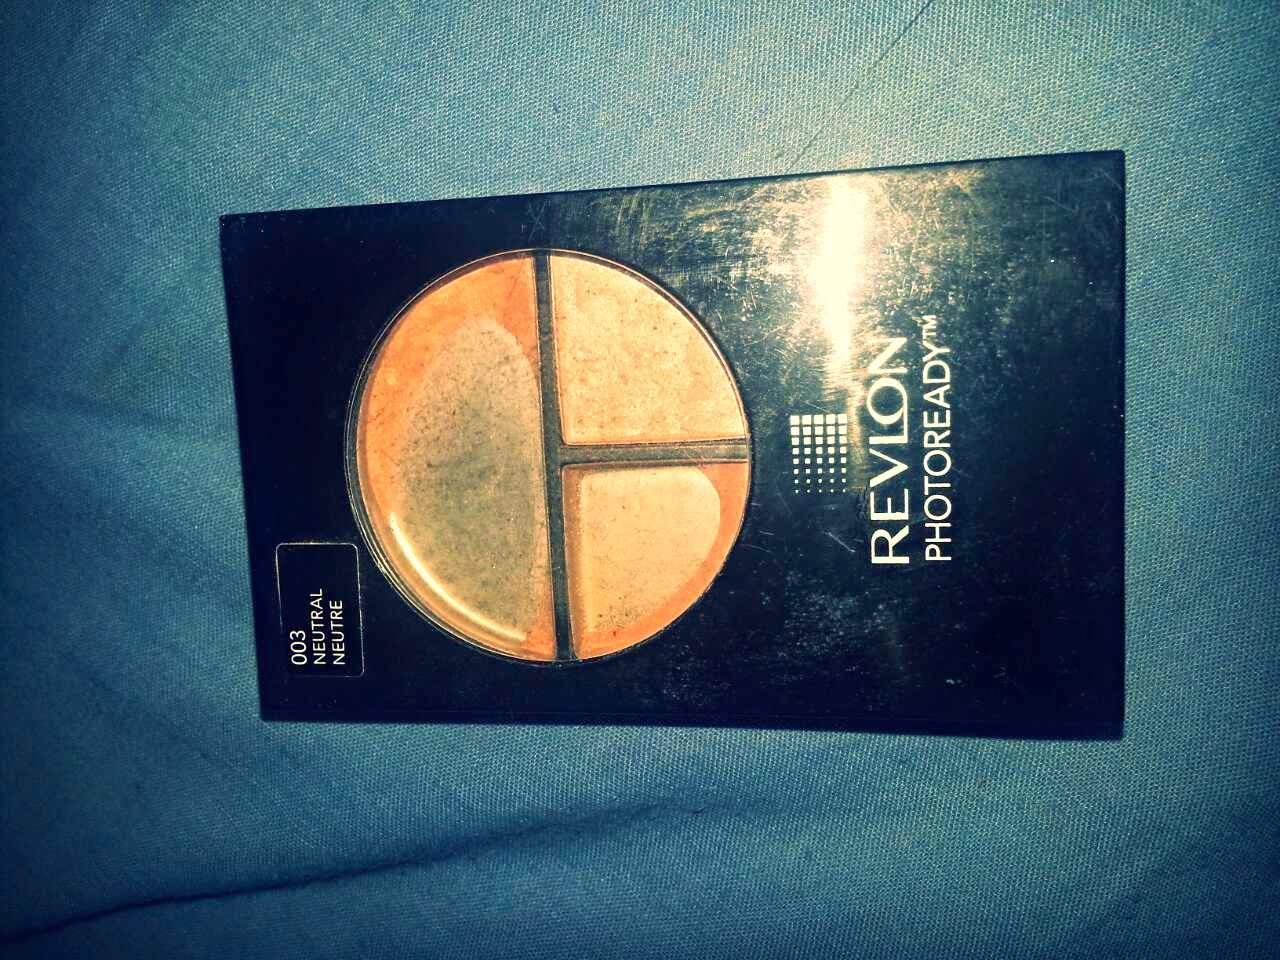 003
NEUTRAL
NEUTRE
REVLON
PHOTOREADY™